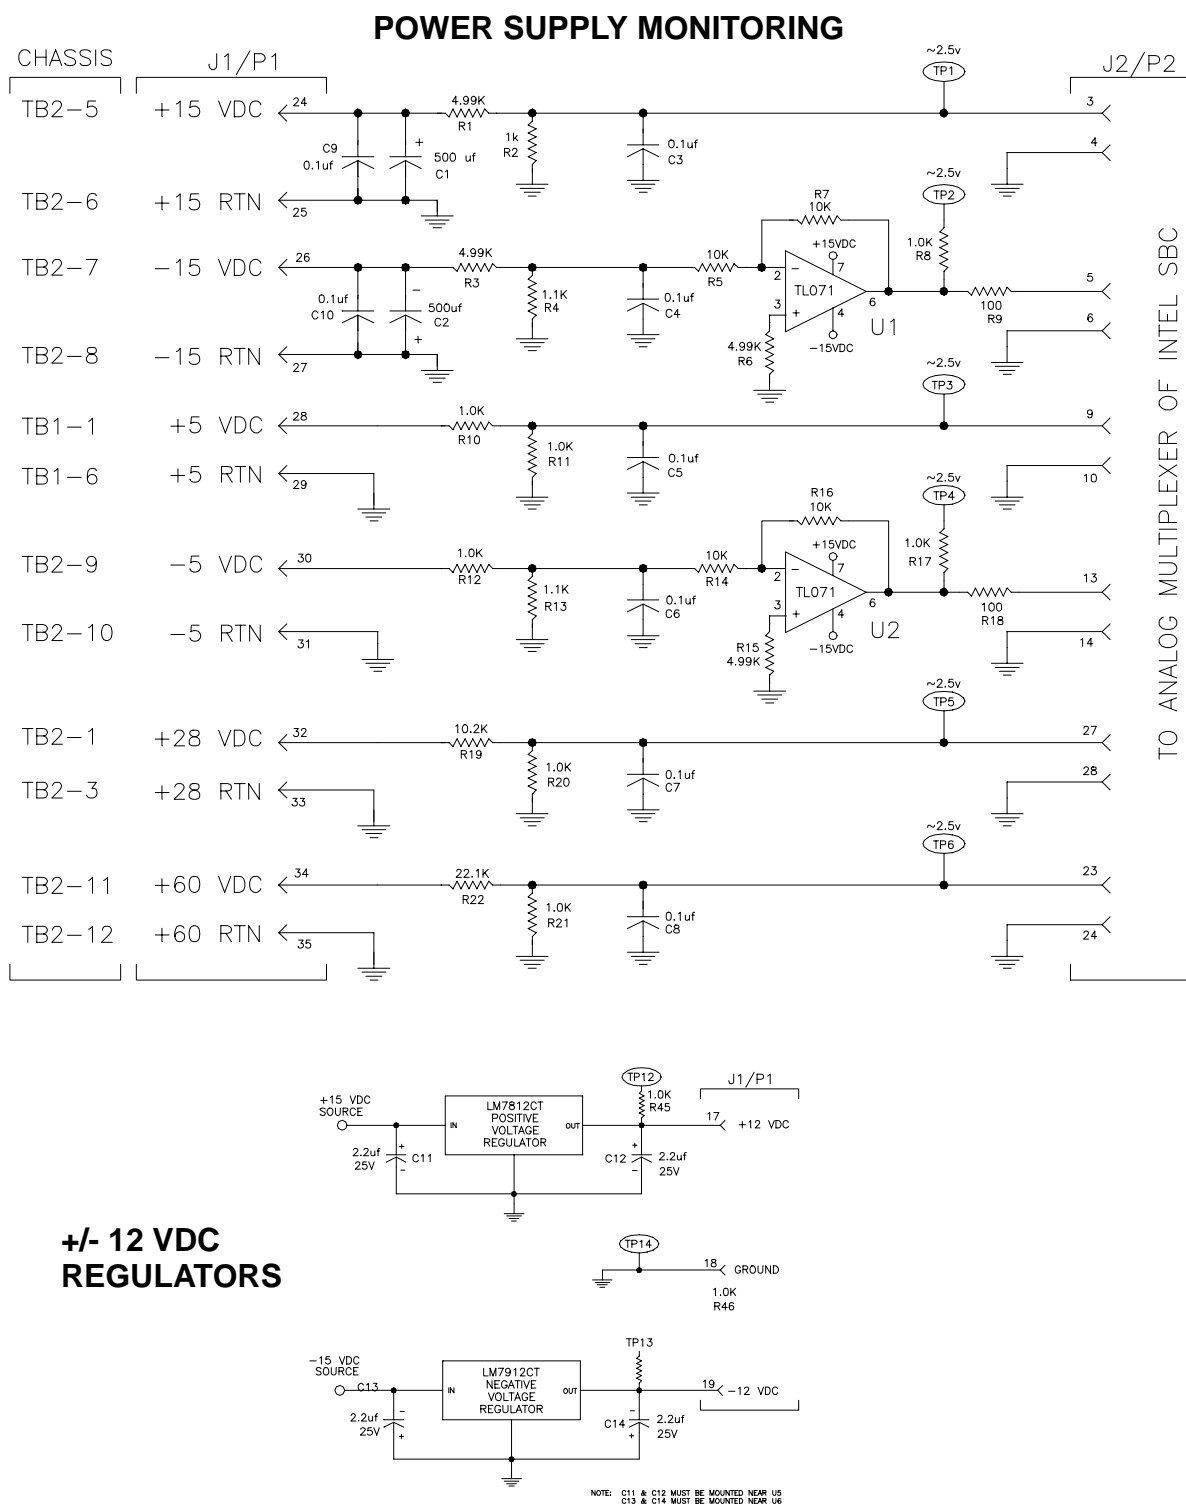 POWER SUPPLY MONITORING
CHASSIS
J1/P1
J2/P2
~2.5v
TP1
TB2-5
+15 VDC
24
4.99K
R1
3
C9
0.1uf
+
500 uf
C1
1k
R2
0.1uf
C3
4
TB2-6
+15 RTN
25
~2.5v
TP2
R7
10K
1.0K
R8
TB2-7
-15 VDC
26
4.99K
R3
10K
R5
+15VDC
7
2
-
TL071
3
+
6
4
-15VDC
U1
100
R9
5
0.1uf
C10
-
500uf
C2
+
1.1K
R4
0.1uf
C4
4.99K
R6
6
TB2-8
-15 RTN
27
~2.5v
TP3
TB1-1
+5 VDC
28
1.0K
R10
9
1.0K
R11
0.1uf
C5
TB1-6
+5 RTN
29
10
~2.5v
TP4
R16
10K
1.0K
R17
TB2-9
-5 VDC
30
1.0K
R12
10K
R14
+15VDC
7
2
-
TL071
3
+
6
4
-15VDC
U2
100
R18
13
1.1K
R13
0.1uf
C6
R15
4.99K
TB2-10
-5 RTN
31
14
~2.5v
TP5
TB2-1
+28 VDC
32
10.2K
R19
27
1.0K
R20
0.1uf
C7
TB2-3
+28 RTN
33
28
~2.5v
TP6
TB2-11
+60 VDC
34
22.1K
R22
23
1.0K
R21
0.1uf
C8
TB2-12
+60 RTN
35
24
TO ANALOG MULTIPLEXER OF INTEL SBC
+/- 12 VDC
REGULATORS
+15 VDC
SOURCE
LM7812CT
POSITIVE
VOLTAGE
REGULATOR
IN
OUT
TP12
1.0K
R45
J1/P1
17
+12 VDC
2.2uf
25V
+
C11
-
C12
+
2.2uf
25V
-
TP14
18
GROUND
1.0K
R46
TP13
-15 VDC
SOURCE
C13
LM7912CT
NEGATIVE
VOLTAGE
REGULATOR
IN
OUT
19
-12 VDC
2.2uf
25V
-
+
C14
-
2.2uf
25V
+
NOTE: C11 & C12 MUST BE MOUNTED NEAR U5
C13 & C14 MUST BE MOUNTED NEAR U6